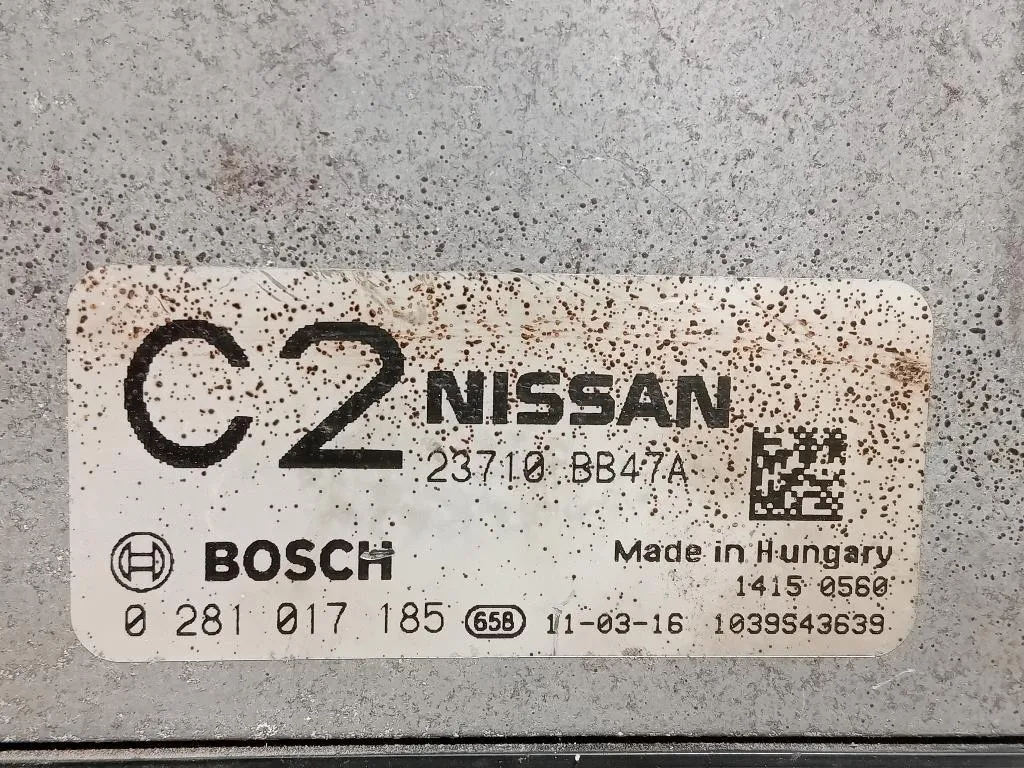 C2 NISSAN
23710 BB47A
BOSCH
Made in Hungary
1415 0560
0 281 017 185 658 11-03-16 1039S43639